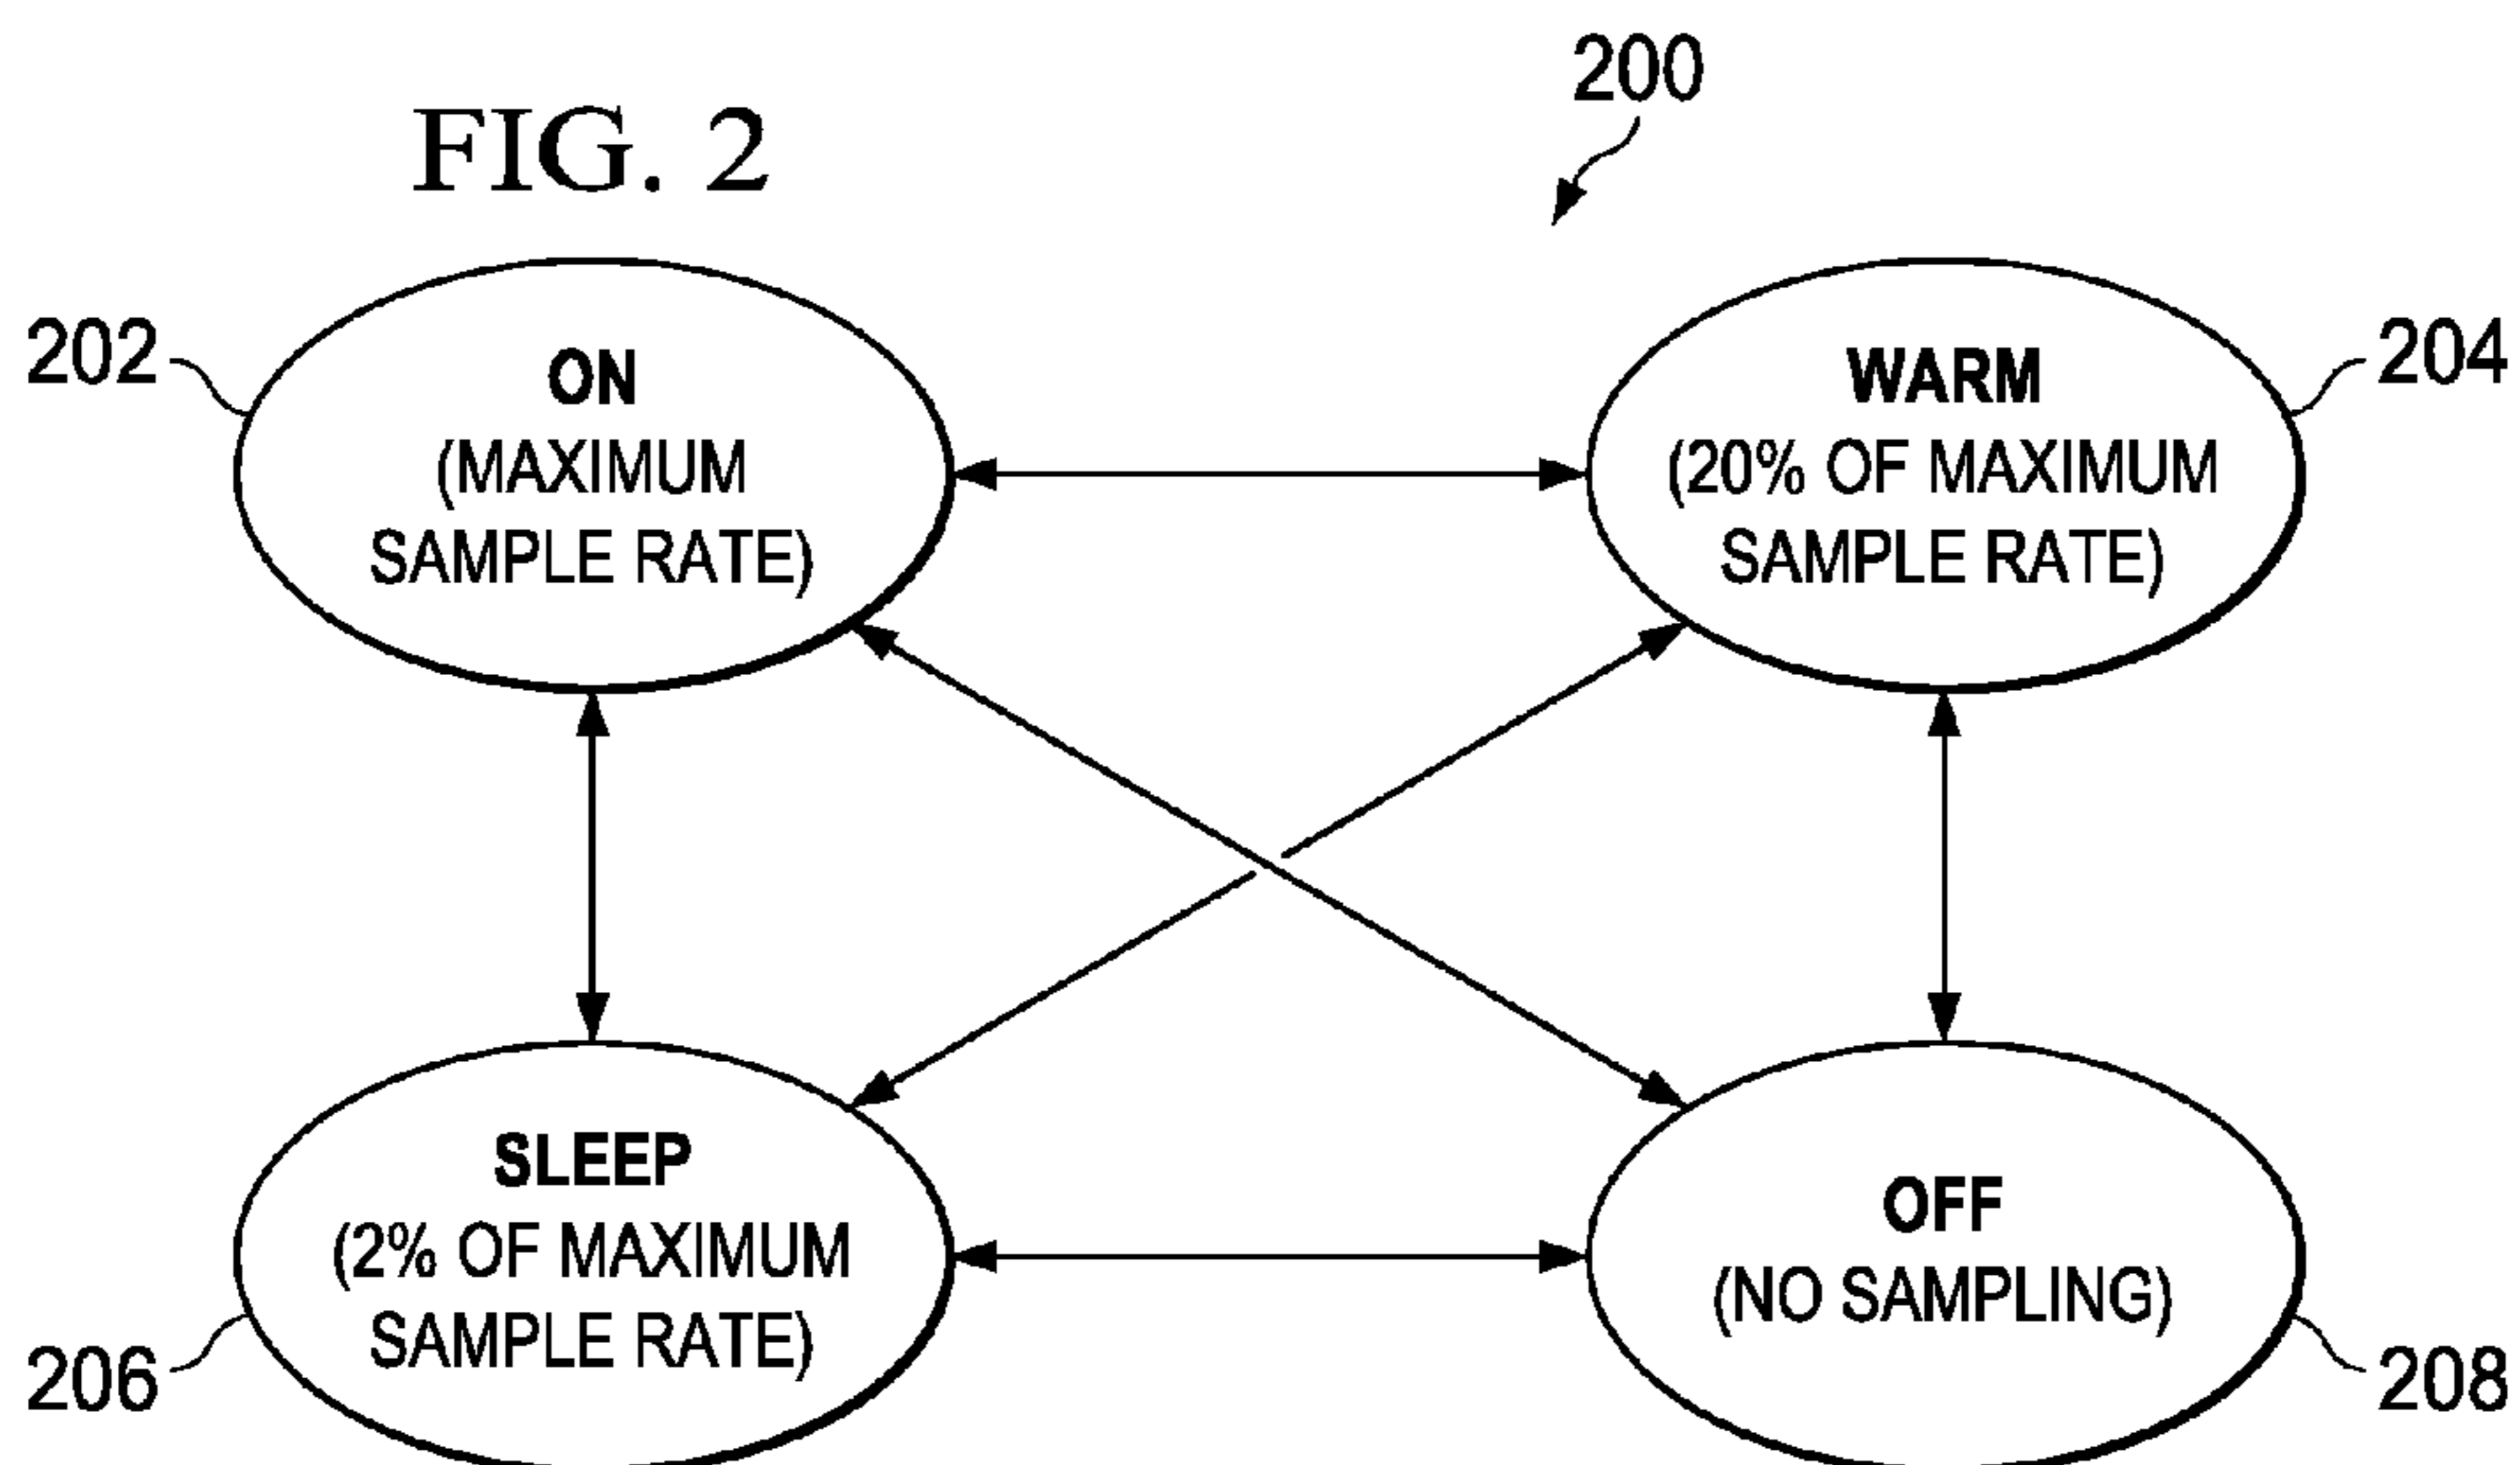 FIG. 2
200
202
ON
(MAXIMUM
SAMPLE RATE)
WARM
(20% OF MAXIMUM
SAMPLE RATE)
204
SLEEP
(2% OF MAXIMUM
SAMPLE RATE)
206
OFF
(NO SAMPLING)
208